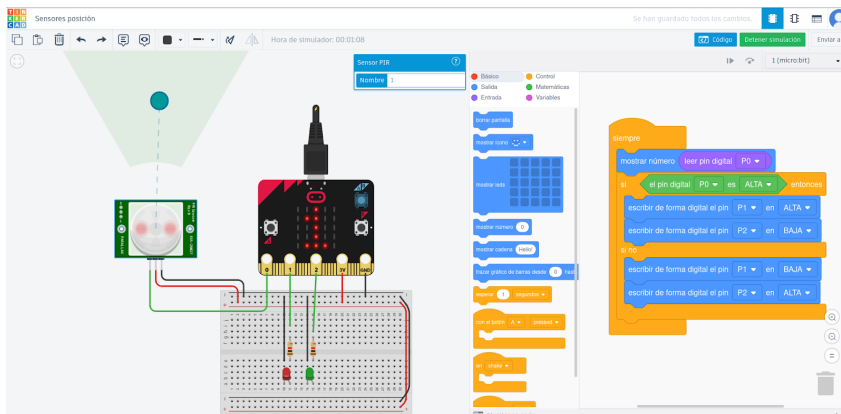 TIN
KER
CAD
Sensores posición
Se han guardado todos los cambios.
Hora de simulador: 00:01:08
Código
Detener simulación
Enviar a
1 (micro:bit)
Sensor PIR
Nombre 1
Básico
Control
Salida
Matemáticas
Entrada
Variables
borrar pantalla
mostrar icono
mostrar leds
mostrar número 0
mostrar cadena Hello!
trazar gráfico de barras desde 0 hast
espera 1 segundos
con el botón A pressed
en shake
siempre
mostrar número leer pin digital P0
si el pin digital P0 es ALTA entonces
escribir de forma digital el pin P1 en ALTA
escribir de forma digital el pin P2 en BAJA
si no
escribir de forma digital el pin P1 en BAJA
escribir de forma digital el pin P2 en ALTA
0 1 2 3V GND